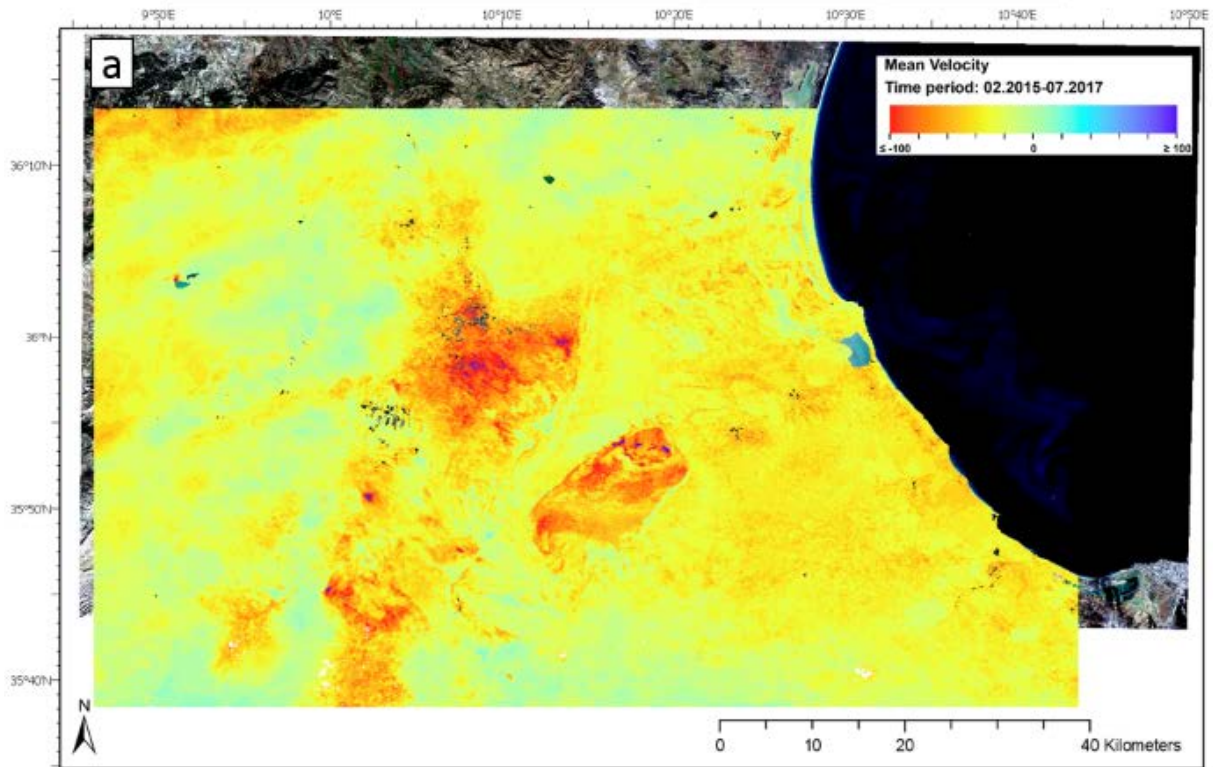 9°50'E 10°E 10°10'E 10°20'E 10°30'E 10°40'E 10°50'E
a
Mean Velocity
Time period: 02.2015-07.2017
≤ -100 0 ≥ 100
36°10'N
36°N
35°50'N
35°40'N
N
0 10 20 40 Kilometers